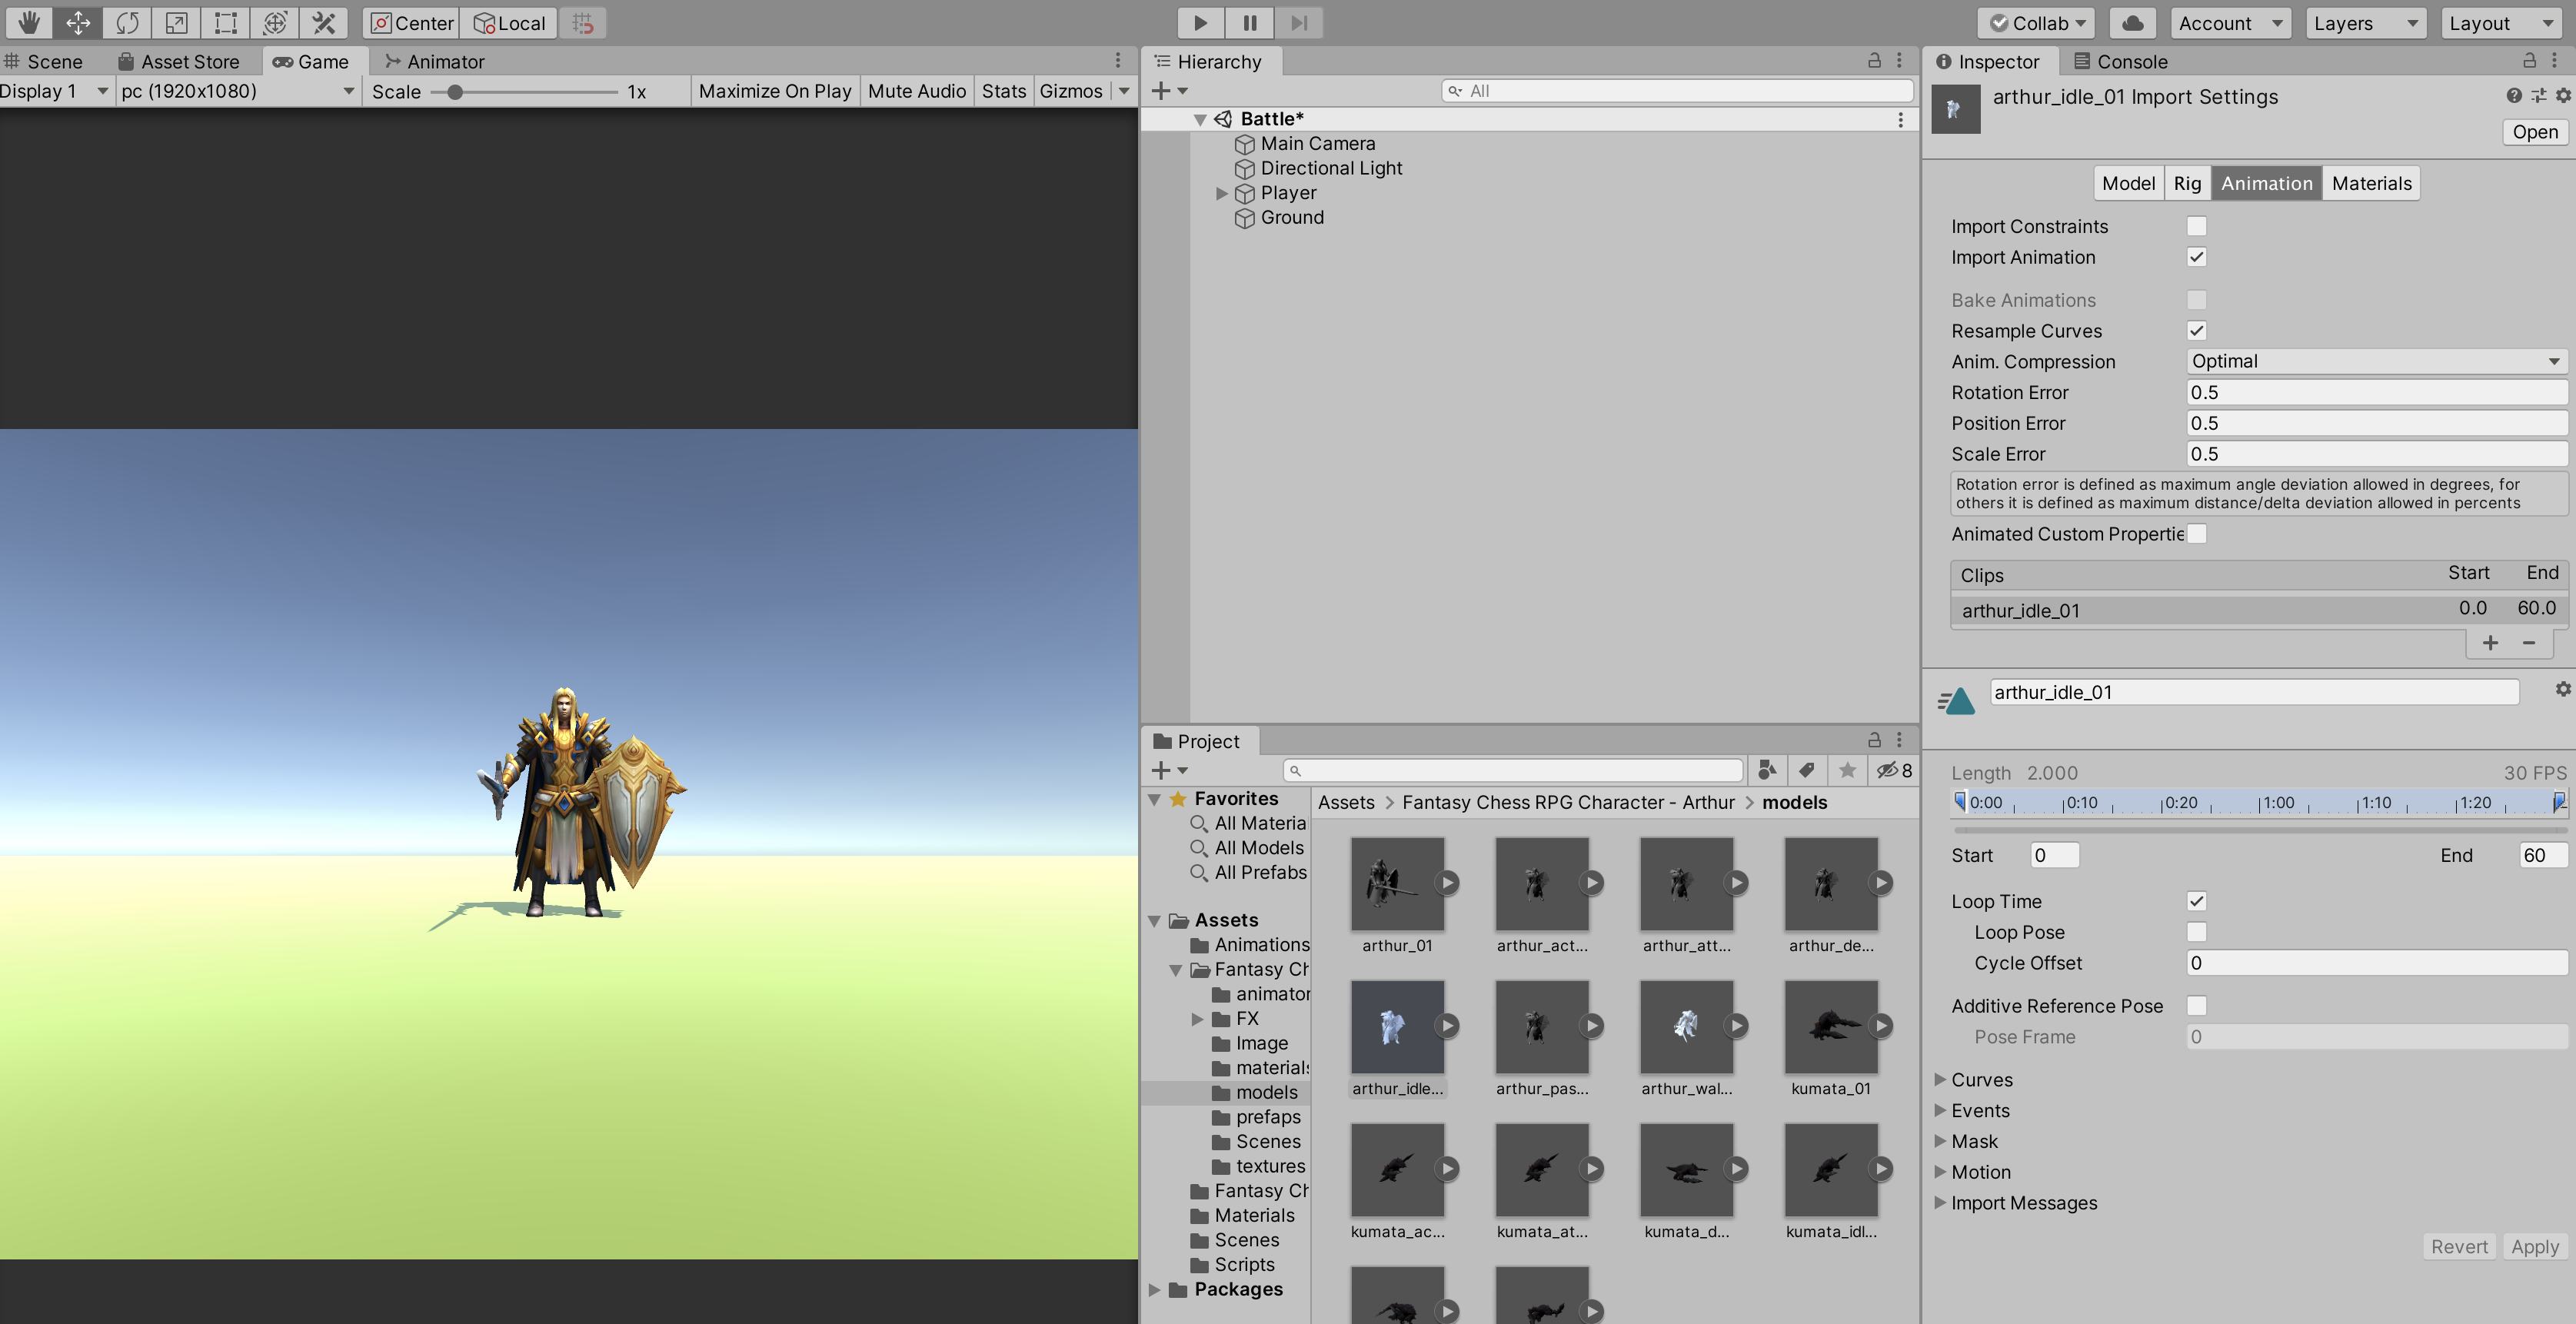 Center
Local
Collab
Account
Layers
Layout
Scene
Asset Store
Game
Animator
Display 1
pc (1920x1080)
Scale
1x
Maximize On Play
Mute Audio
Stats
Gizmos
Hierarchy
All
Battle*
Main Camera
Directional Light
Player
Ground
Project
8
Favorites
All Materia
All Models
All Prefabs
Assets
Animations
Fantasy Ch
animator
FX
Image
materials
models
prefaps
Scenes
textures
Fantasy Ch
Materials
Scenes
Scripts
Packages
Assets > Fantasy Chess RPG Character - Arthur > models
arthur_01
arthur_act...
arthur_att...
arthur_de...
arthur_idle...
arthur_pas...
arthur_wal...
kumata_01
kumata_ac...
kumata_at...
kumata_d...
kumata_idl...
Inspector
Console
arthur_idle_01 Import Settings
Open
Model
Rig
Animation
Materials
Import Constraints
Import Animation
Bake Animations
Resample Curves
Anim. Compression Optimal
Rotation Error 0.5
Position Error 0.5
Scale Error 0.5
Rotation error is defined as maximum angle deviation allowed in degrees, for
others it is defined as maximum distance/delta deviation allowed in percents
Animated Custom Propertie
Clips Start End
arthur_idle_01 0.0 60.0
arthur_idle_01
Length 2.000 30 FPS
0:00 0:10 0:20 1:00 1:10 1:20
Start 0 End 60
Loop Time
Loop Pose
Cycle Offset 0
Additive Reference Pose
Pose Frame 0
Curves
Events
Mask
Motion
Import Messages
Revert
Apply